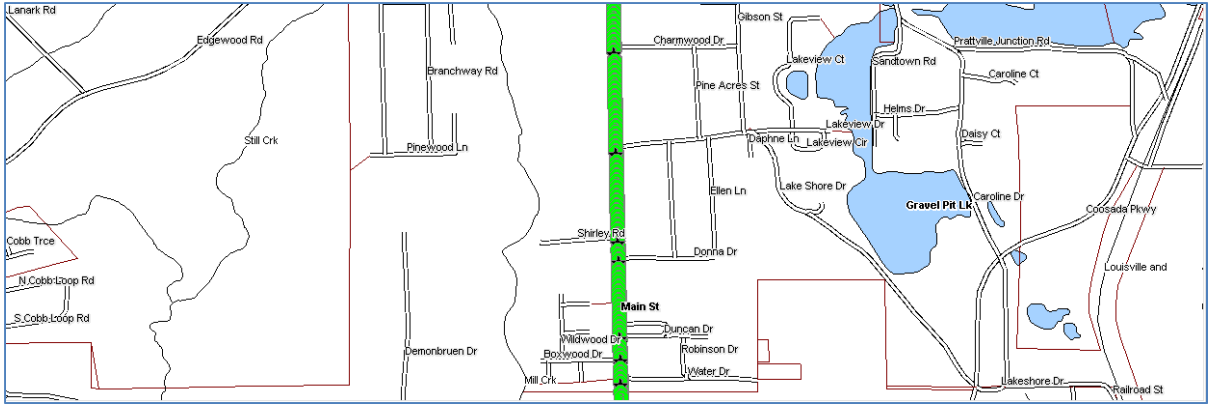 Lanark Rd
Gibson St
Edgewood Rd
Charmwood Dr
Prattville Junction Rd
Lakeview Ct
Sandtown Rd
Branchway Rd
Caroline Ct
Pine Acres St
Helms Dr
Lakeview Dr
Still Crk
Daphne Ln
Lakeview Cir
Daisy Ct
Pinewood Ln
Lake Shore Dr
Ellen Ln
Caroline Dr
Gravel Pit Lk
Coosada Pkwy
Shirley Rd
Cobb Trce
Donna Dr
Louisville and
N Cobb Loop Rd
Main St
S Cobb Loop Rd
Duncan Dr
Wildwood Dr
Demonbruen Dr
Boxwood Dr
Robinson Dr
Water Dr
Mill Crk
Lakeshore Dr
Railroad St